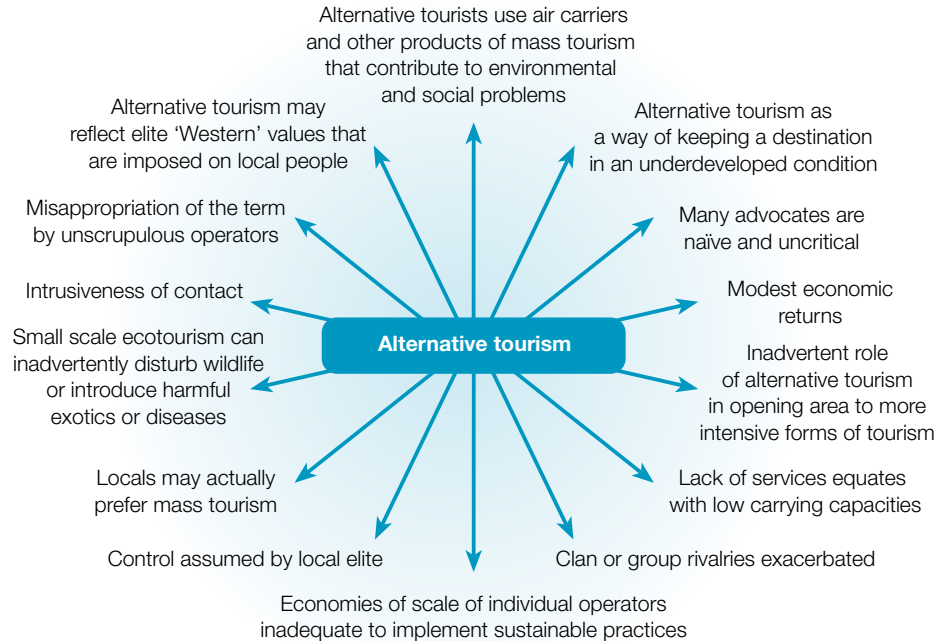 Alternative tourists use air carriers
and other products of mass tourism
that contribute to environmental
and social problems
Alternative tourism may
reflect elite ‘Western’ values that
are imposed on local people
Alternative tourism as
a way of keeping a destination
in an underdeveloped condition
Misappropriation of the term
by unscrupulous operators
Many advocates are
naïve and uncritical
Intrusiveness of contact
Modest economic
returns
Small scale ecotourism can
inadvertently disturb wildlife
or introduce harmful
exotics or diseases
Alternative tourism
Inadvertent role
of alternative tourism
in opening area to more
intensive forms of tourism
Locals may actually
prefer mass tourism
Lack of services equates
with low carrying capacities
Control assumed by local elite
Clan or group rivalries exacerbated
Economies of scale of individual operators
inadequate to implement sustainable practices